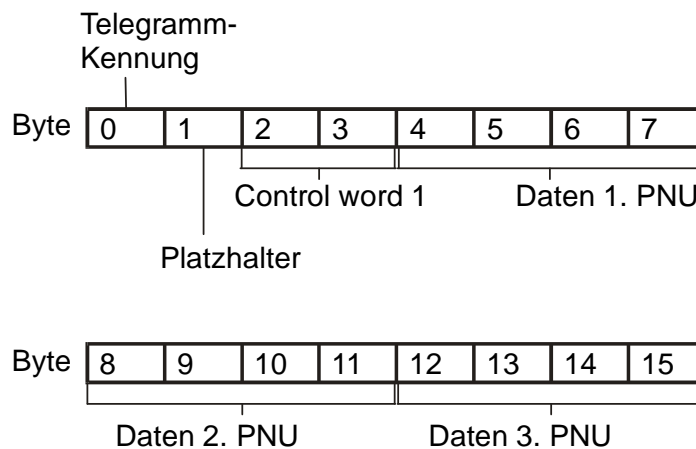 Telegramm-
Kennung
Byte 0 1 2 3 4 5 6 7
Control word 1 Daten 1. PNU
Platzhalter
Byte 8 9 10 11 12 13 14 15
Daten 2. PNU Daten 3. PNU